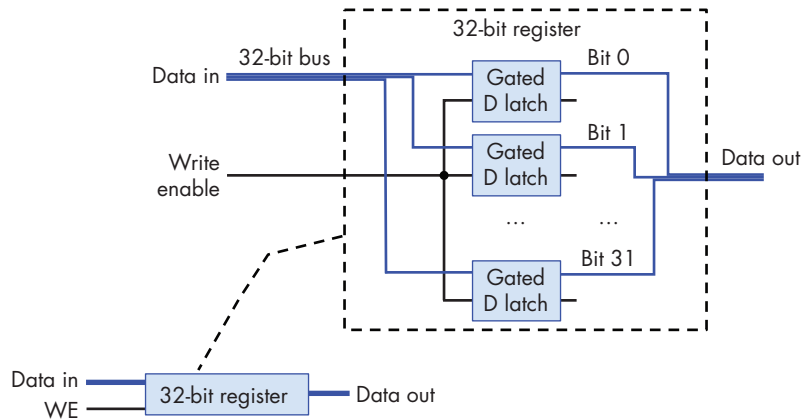 32-bit register
32-bit bus
Data in
Gated
D latch
Bit 0
Gated
D latch
Bit 1
Data out
Write
enable
... ...
Gated
D latch
Bit 31
Data in
WE
32-bit register
Data out